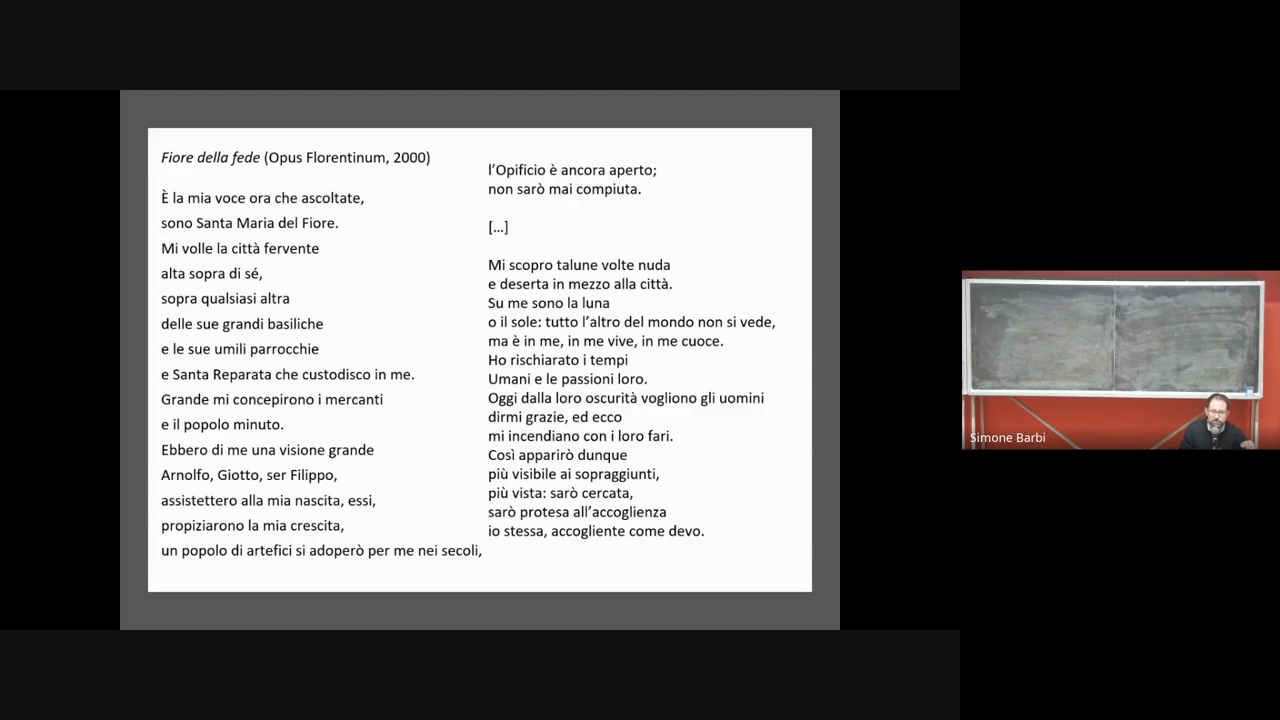 Fiore della fede (Opus Florentinum, 2000)
È la mia voce ora che ascoltate,
sono Santa Maria del Fiore.
Mi volle la città fervente
alta sopra di sé,
sopra qualsiasi altra
delle sue grandi basiliche
e le sue umili parrocchie
e Santa Reparata che custodisco in me.
Grande mi concepirono i mercanti
e il popolo minuto.
Ebbero di me una visione grande
Arnolfo, Giotto, ser Filippo,
assistettero alla mia nascita, essi,
propiziarono la mia crescita,
un popolo di artefici si adoperò per me nei secoli,
l’Opificio è ancora aperto;
non sarò mai compiuta.
[…]
Mi scopro talune volte nuda
e deserta in mezzo alla città.
Su me sono la luna
o il sole: tutto l’altro del mondo non si vede,
ma è in me, in me vive, in me cuoce.
Ho rischiarato i tempi
Umani e le passioni loro.
Oggi dalla loro oscurità vogliono gli uomini
dirmi grazie, ed ecco
mi incendiano con i loro fari.
Così apparirò dunque
più visibile ai sopraggiunti,
più vista: sarò cercata,
sarò protesa all’accoglienza
io stessa, accogliente come devo.
Simone Barbi